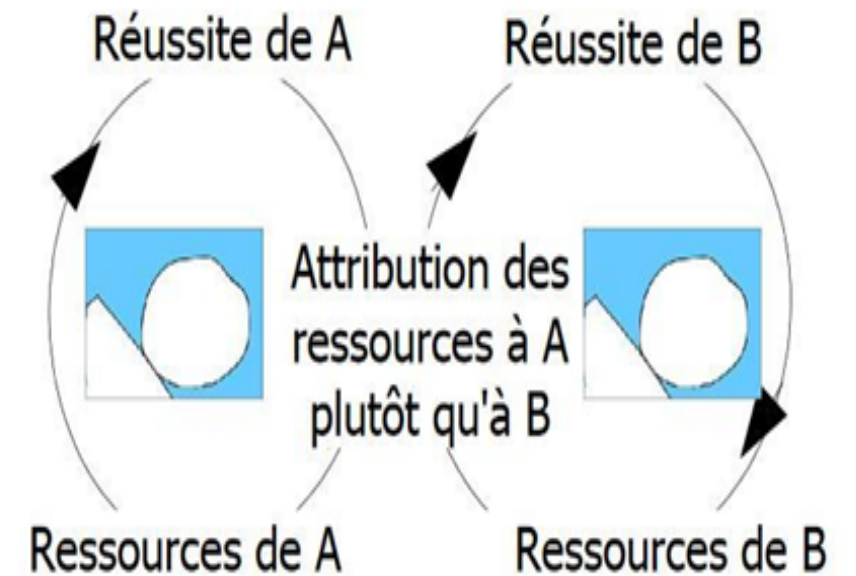 Réussite de A
Réussite de B
Attribution des
ressources à A
plutôt qu'à B
Ressources de A
Ressources de B